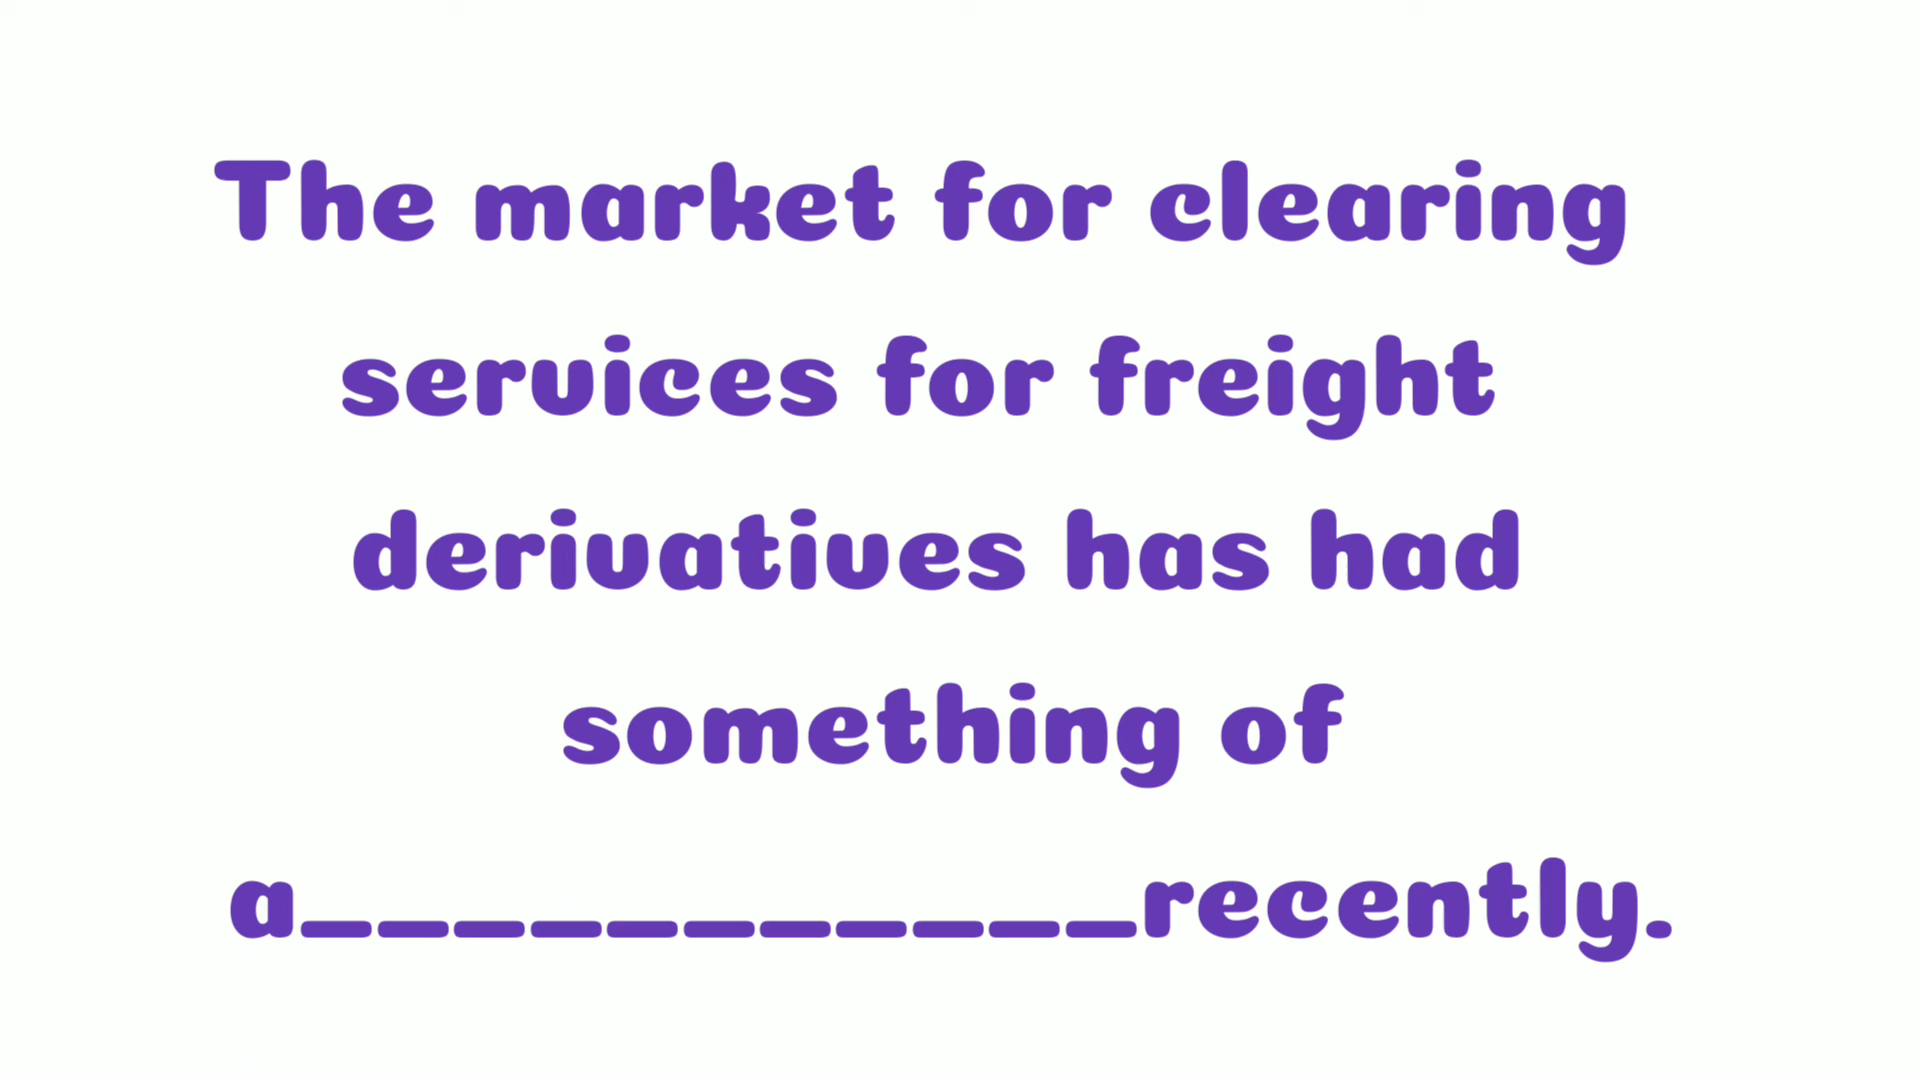 The market for clearing
services for freight
derivatives has had
something of
a___________recently.